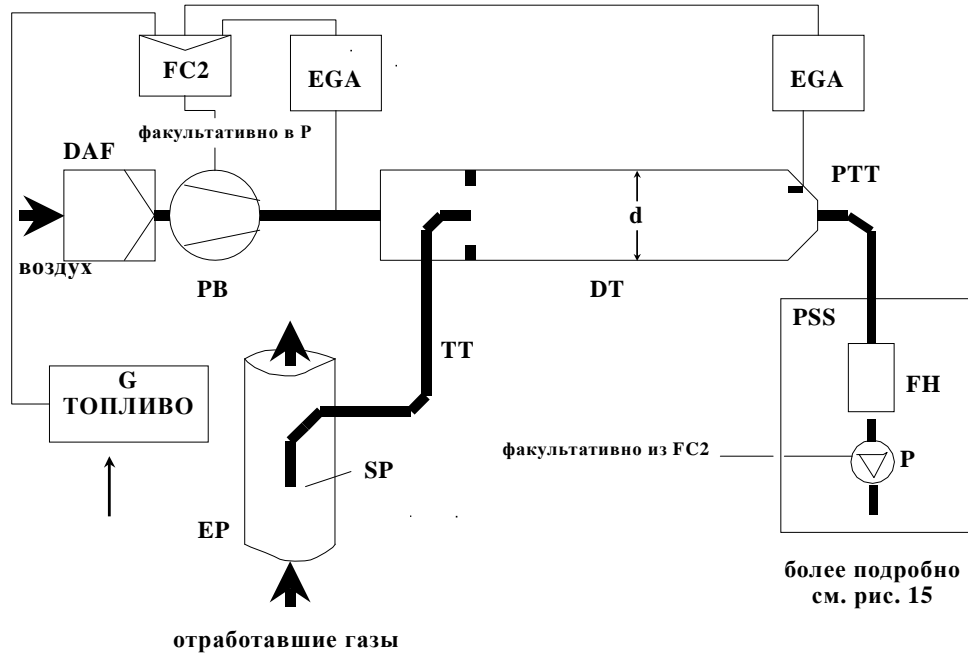 FC2
EGA
EGA
факультативно в P
DAF
PTT
d
воздух
PB
DT
PSS
TT
FH
G
ТОПЛИВО
факультативно из FC2
P
SP
EP
более подробно
см. рис. 15
отработавшие газы